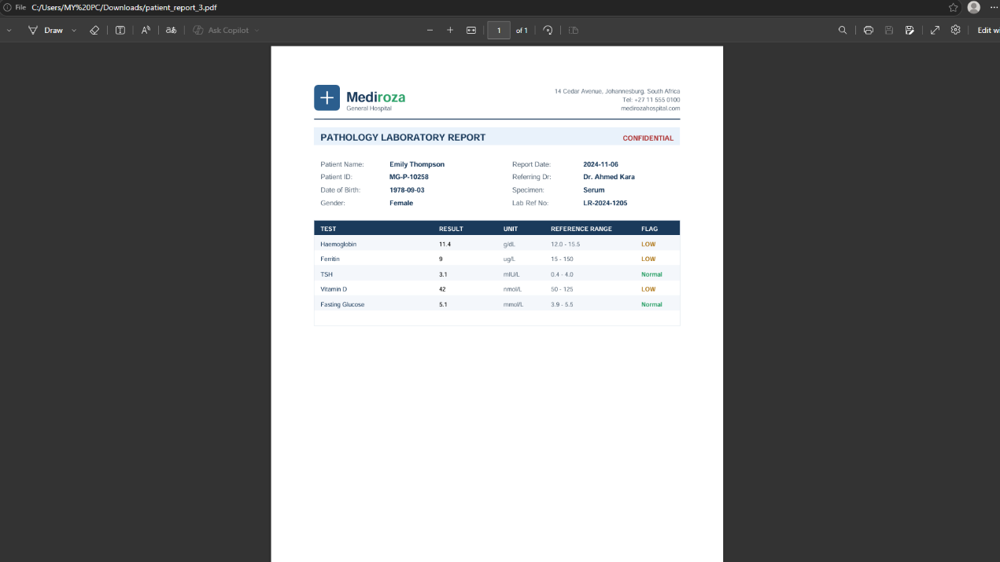 File C:/Users/MY%20PC/Downloads/patient_report_3.pdf
Draw Ask Copilot 1 of 1 Edit wi
Mediroza
General Hospital
14 Cedar Avenue, Johannesburg, South Africa
Tel: +27 11 555 0100
medirozahospital.com
PATHOLOGY LABORATORY REPORT CONFIDENTIAL
Patient Name: Emily Thompson Report Date: 2024-11-06
Patient ID: MG-P-10258 Referring Dr: Dr. Ahmed Kara
Date of Birth: 1978-09-03 Specimen: Serum
Gender: Female Lab Ref No: LR-2024-1205
TEST RESULT UNIT REFERENCE RANGE FLAG
Haemoglobin 11.4 g/dL 12.0 - 15.5 LOW
Ferritin 9 ug/L 15 - 150 LOW
TSH 3.1 mIU/L 0.4 - 4.0 Normal
Vitamin D 42 nmol/L 50 - 125 LOW
Fasting Glucose 5.1 mmol/L 3.9 - 5.5 Normal